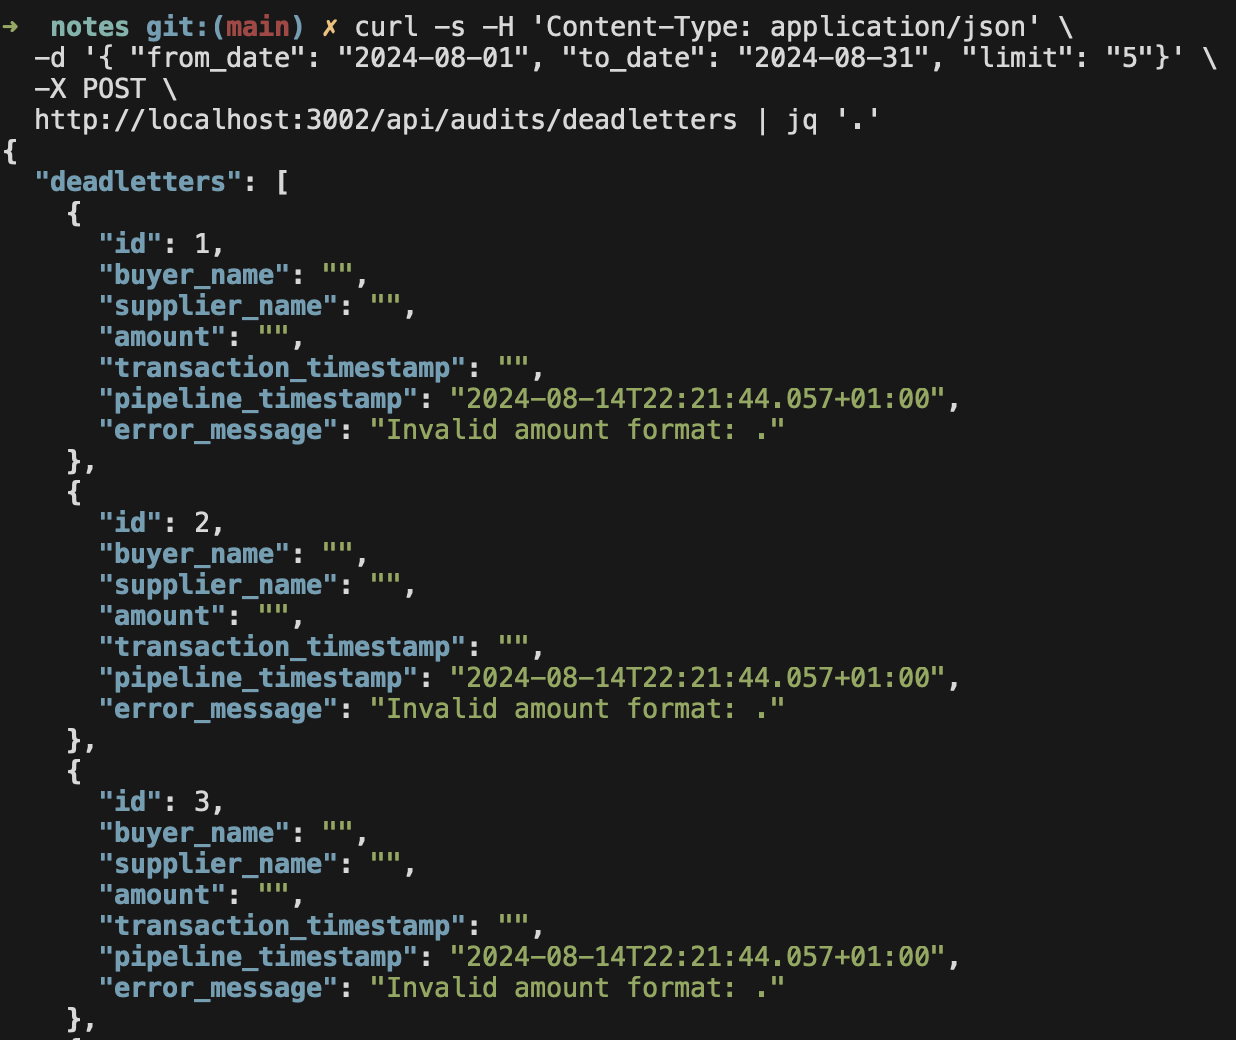 ➜  notes git:(main) ✗ curl -s -H 'Content-Type: application/json' \
  -d '{ "from_date": "2024-08-01", "to_date": "2024-08-31", "limit": "5"}' \
  -X POST \
  http://localhost:3002/api/audits/deadletters | jq '.'
{
  "deadletters": [
    {
      "id": 1,
      "buyer_name": "",
      "supplier_name": "",
      "amount": "",
      "transaction_timestamp": "",
      "pipeline_timestamp": "2024-08-14T22:21:44.057+01:00",
      "error_message": "Invalid amount format: ."
    },
    {
      "id": 2,
      "buyer_name": "",
      "supplier_name": "",
      "amount": "",
      "transaction_timestamp": "",
      "pipeline_timestamp": "2024-08-14T22:21:44.057+01:00",
      "error_message": "Invalid amount format: ."
    },
    {
      "id": 3,
      "buyer_name": "",
      "supplier_name": "",
      "amount": "",
      "transaction_timestamp": "",
      "pipeline_timestamp": "2024-08-14T22:21:44.057+01:00",
      "error_message": "Invalid amount format: ."
    },